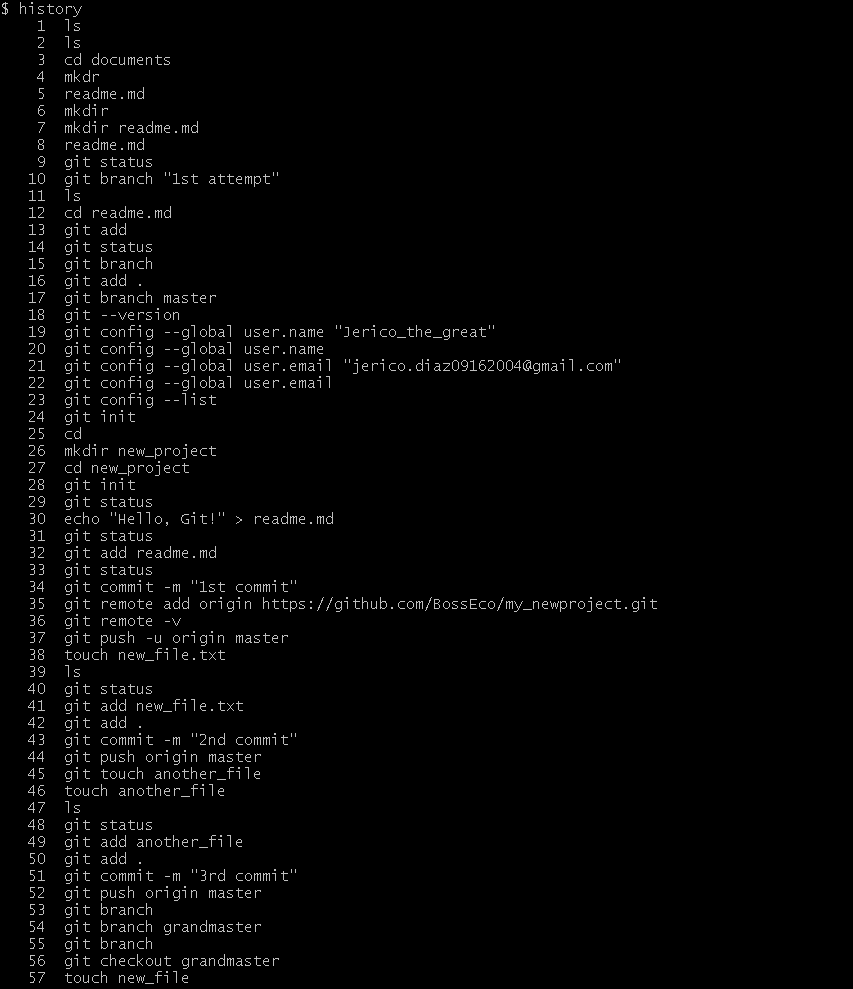 $ history
1 ls
2 ls
3 cd documents
4 mkdr
5 readme.md
6 mkdir
7 mkdir readme.md
8 readme.md
9 git status
10 git branch "1st attempt"
11 ls
12 cd readme.md
13 git add
14 git status
15 git branch
16 git add .
17 git branch master
18 git --version
19 git config --global user.name "Jerico_the_great"
20 git config --global user.name
21 git config --global user.email "jerico.diaz09162004@gmail.com"
22 git config --global user.email
23 git config --list
24 git init
25 cd
26 mkdir new_project
27 cd new_project
28 git init
29 git status
30 echo "Hello, Git!" > readme.md
31 git status
32 git add readme.md
33 git status
34 git commit -m "1st commit"
35 git remote add origin https://github.com/BossEco/my_newproject.git
36 git remote -v
37 git push -u origin master
38 touch new_file.txt
39 ls
40 git status
41 git add new_file.txt
42 git add .
43 git commit -m "2nd commit"
44 git push origin master
45 git touch another_file
46 touch another_file
47 ls
48 git status
49 git add another_file
50 git add .
51 git commit -m "3rd commit"
52 git push origin master
53 git branch
54 git branch grandmaster
55 git branch
56 git checkout grandmaster
57 touch new_file